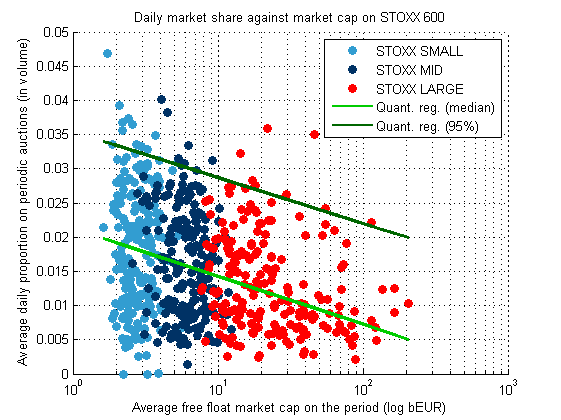 Daily market share against market cap on STOXX 600
0.05
0.045
0.04
0.035
0.03
0.025
0.02
0.015
0.01
0.005
0
Average daily proportion on periodic auctions (in volume)
STOXX SMALL
STOXX MID
STOXX LARGE
Quant. reg. (median)
Quant. reg. (95%)
10⁰ 10¹ 10² 10³
Average free float market cap on the period (log bEUR)